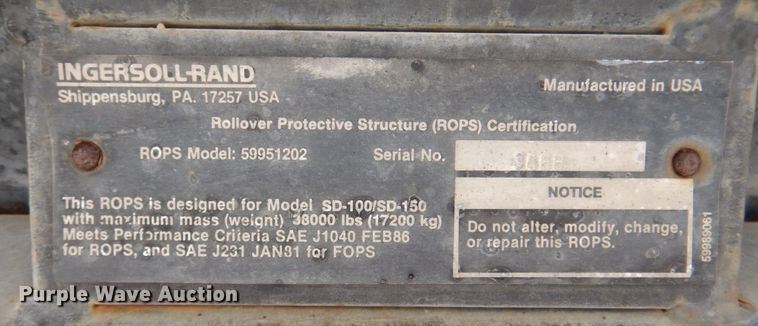 INGERSOLL-RAND
Shippensburg, PA. 17257 USA
Manufactured in USA
Rollover Protective Structure (ROPS) Certification
ROPS Model: 59951202
Serial No.
This ROPS is designed for Model SD-100/SD-150
with maximum mass (weight) 38000 lbs (17200 kg)
Meets Performance Criteria SAE J1040 FEB86
for ROPS, and SAE J231 JAN81 for FOPS
NOTICE
Do not alter, modify, change,
or repair this ROPS.
59989061
Purple Wave Auction